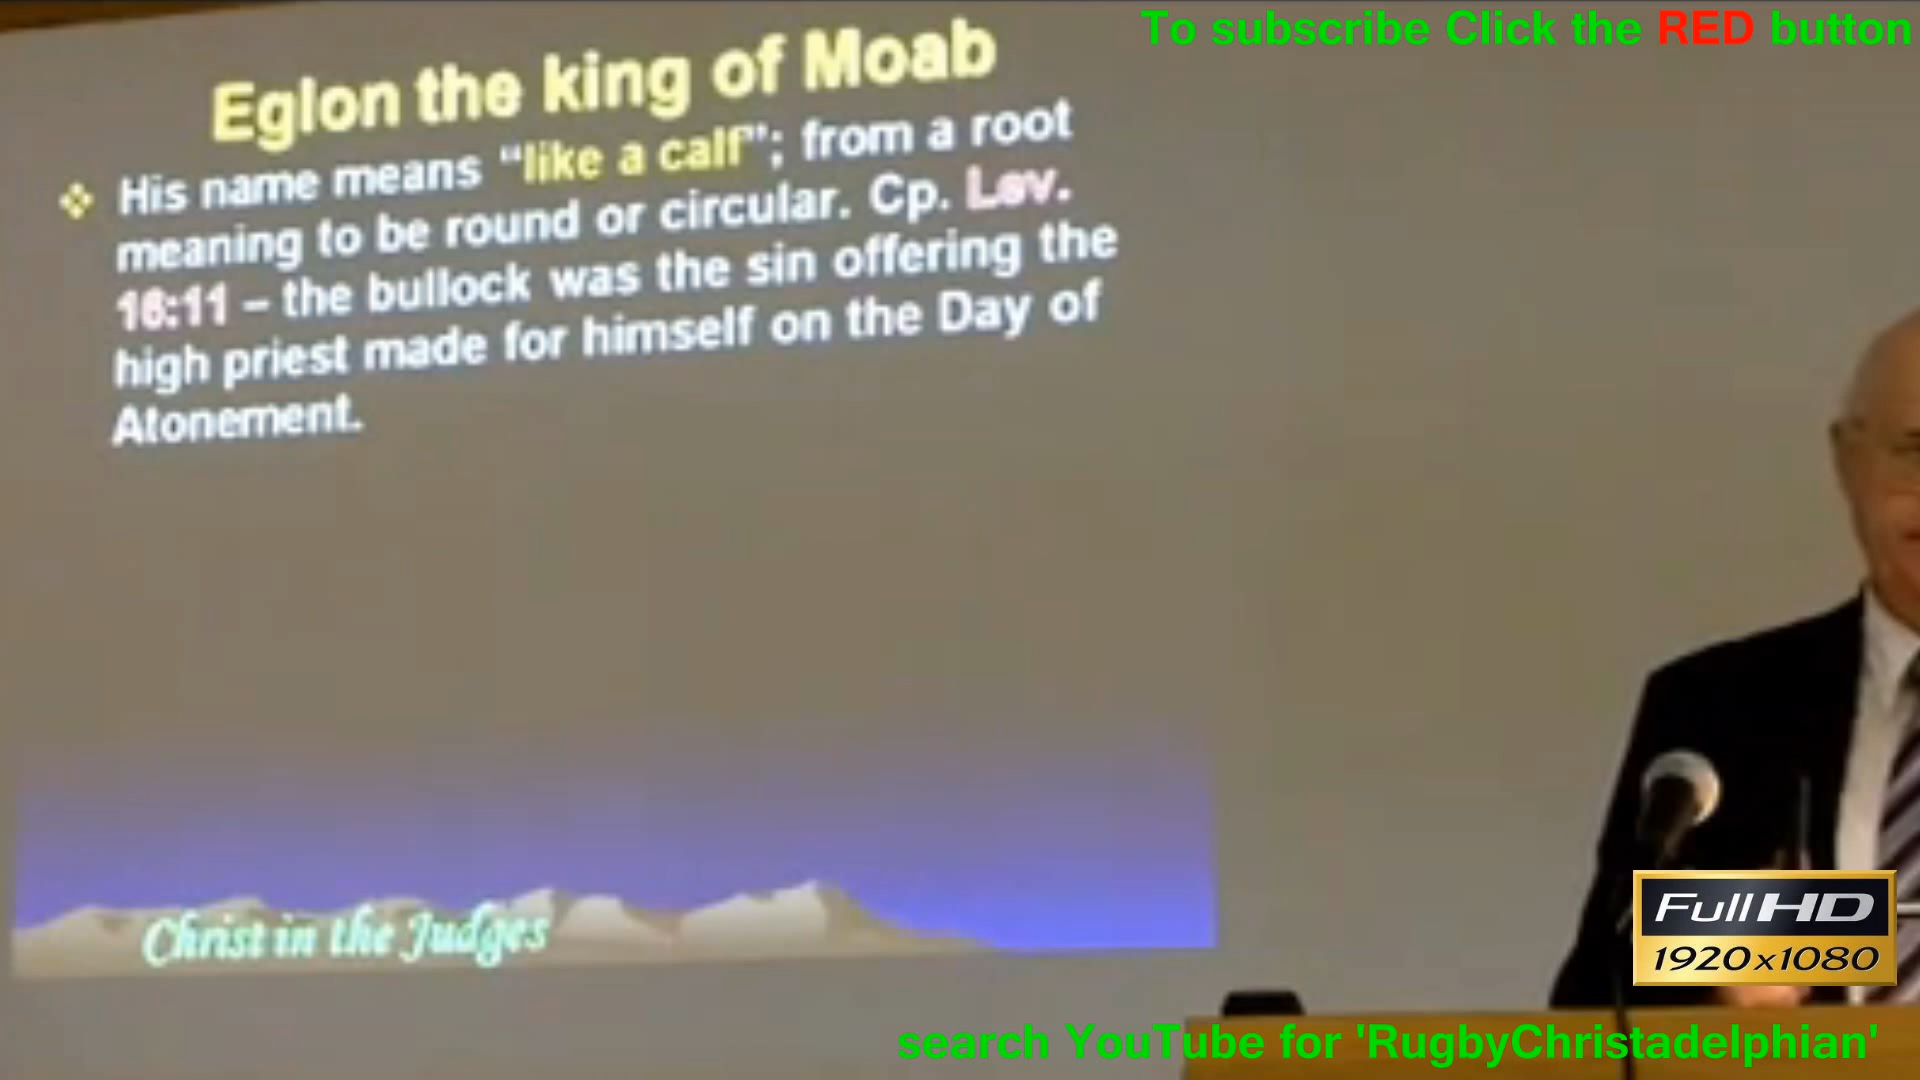 To subscribe Click the RED button
Eglon the king of Moab
His name means “like a calf”; from a root
meaning to be round or circular. Cp. Lev.
16:11 – the bullock was the sin offering the
high priest made for himself on the Day of
Atonement.
Christ in the Judges
Full HD
1920x1080
search YouTube for 'RugbyChristadelphian'